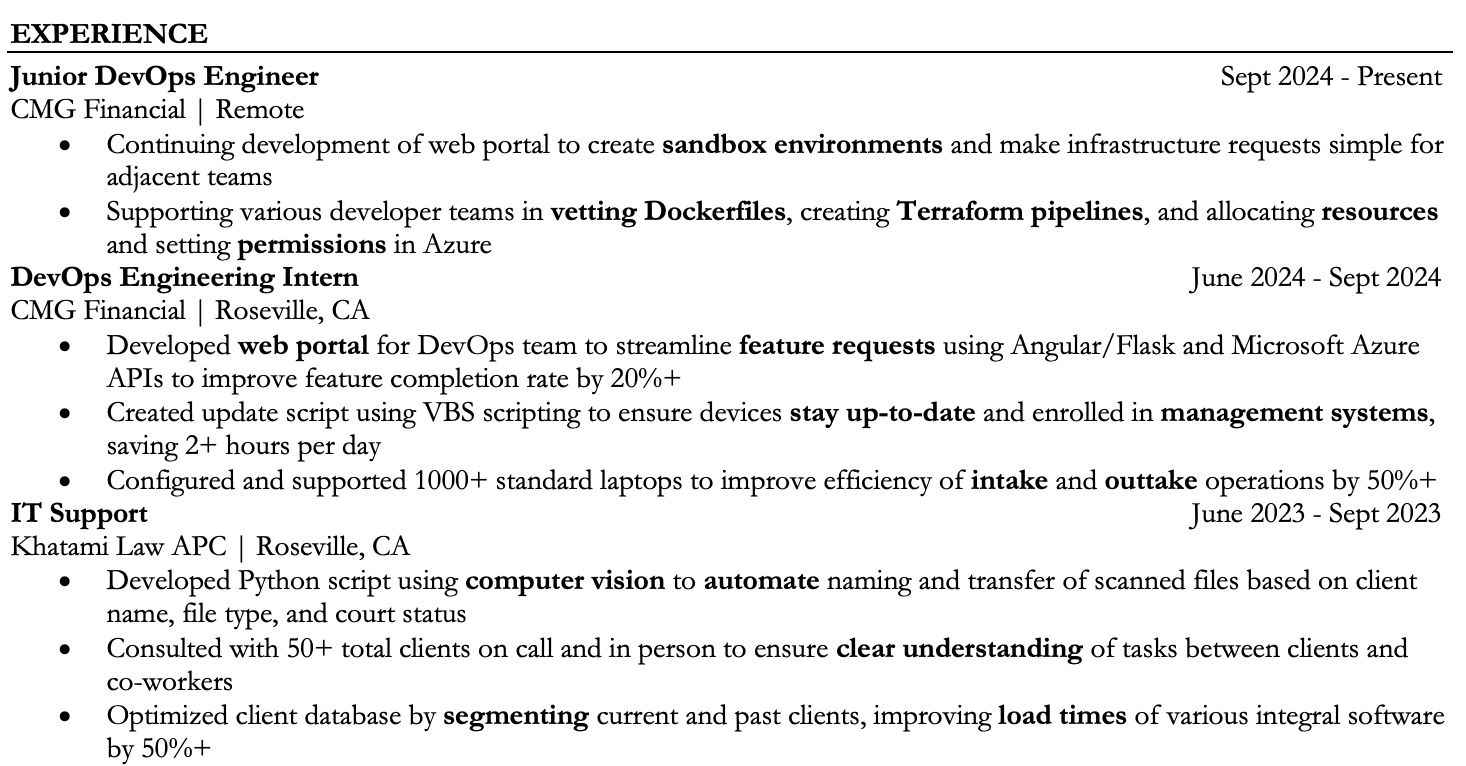 EXPERIENCE
Junior DevOps Engineer Sept 2024 - Present
CMG Financial | Remote
• Continuing development of web portal to create sandbox environments and make infrastructure requests simple for
adjacent teams
• Supporting various developer teams in vetting Dockerfiles, creating Terraform pipelines, and allocating resources
and setting permissions in Azure
DevOps Engineering Intern June 2024 - Sept 2024
CMG Financial | Roseville, CA
• Developed web portal for DevOps team to streamline feature requests using Angular/Flask and Microsoft Azure
APIs to improve feature completion rate by 20%+
• Created update script using VBS scripting to ensure devices stay up-to-date and enrolled in management systems,
saving 2+ hours per day
• Configured and supported 1000+ standard laptops to improve efficiency of intake and outtake operations by 50%+
IT Support June 2023 - Sept 2023
Khatami Law APC | Roseville, CA
• Developed Python script using computer vision to automate naming and transfer of scanned files based on client
name, file type, and court status
• Consulted with 50+ total clients on call and in person to ensure clear understanding of tasks between clients and
co-workers
• Optimized client database by segmenting current and past clients, improving load times of various integral software
by 50%+